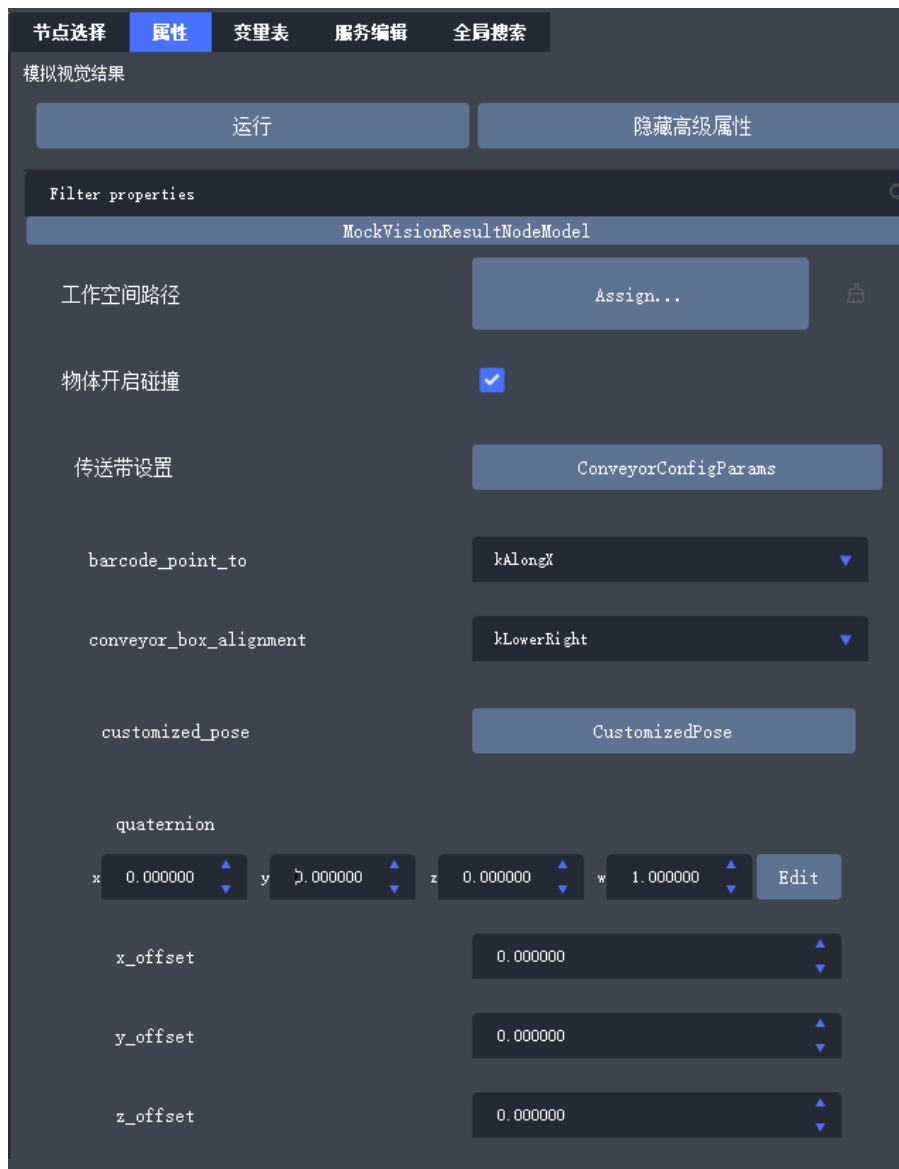 节点选择 属性 变量表 服务编辑 全局搜索
模拟视觉结果
运行 隐藏高级属性
Filter properties
MockVisionResultNodeModel
工作空间路径 Assign...
物体开启碰撞
传送带设置 ConveyorConfigParams
barcode_point_to kAlongX
conveyor_box_alignment kLowerRight
customized_pose CustomizedPose
quaternion
x 0.000000 y 0.000000 z 0.000000 w 1.000000 Edit
x_offset 0.000000
y_offset 0.000000
z_offset 0.000000